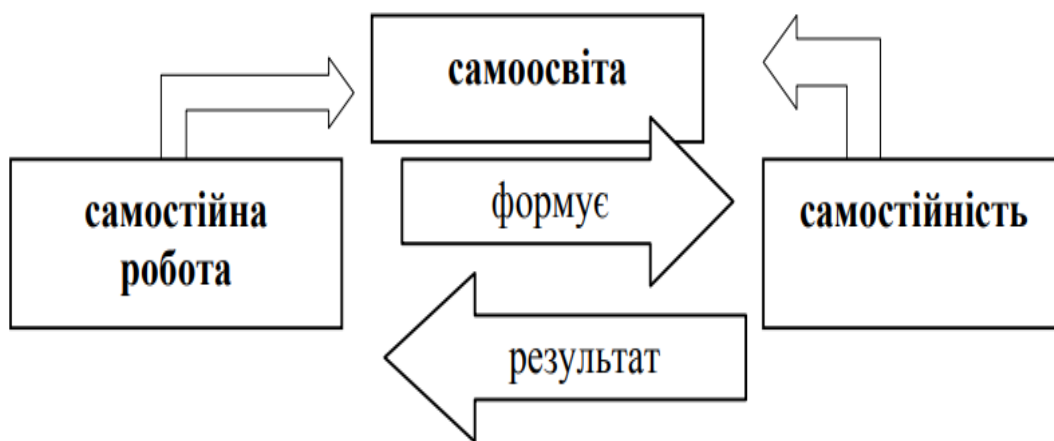 самоосвіта
самостійна
робота
формує
самостійність
результат